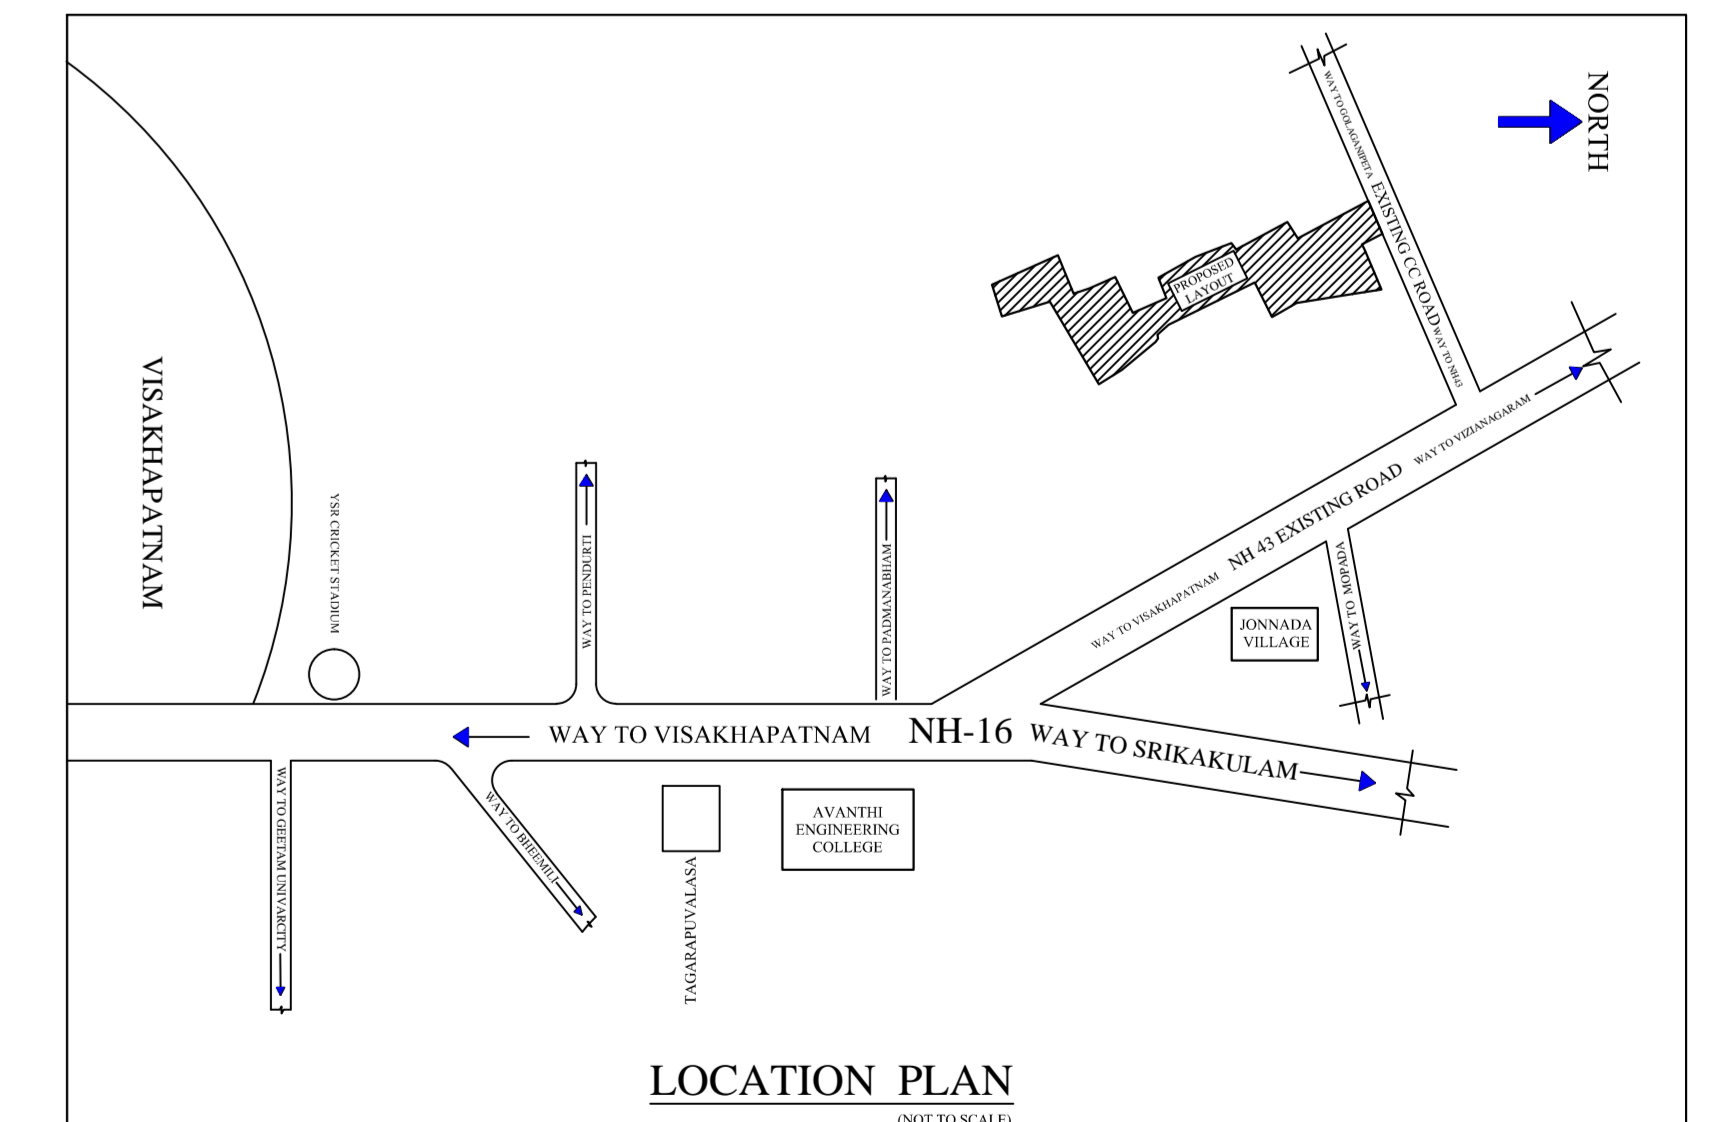 NORTH
WAY TO GOLAGANIPETA
EXISTING CC ROAD
WAY TO NH43
PROPOSED
LAYOUT
VISAKHAPATNAM
YSR CRICKET STADIUM
WAY TO PENDURTI
WAY TO PADMANABHAM
WAY TO VISAKHAPATNAM
NH 43 EXISTING ROAD
WAY TO VIZIANAGARAM
WAY TO MOPADA
JONNADA
VILLAGE
WAY TO VISAKHAPATNAM
NH-16
WAY TO SRIKAKULAM
WAY TO GEETAM UNIVARCITY
WAY TO BHEEMILI
TAGARAPUVALASA
AVANTHI
ENGINEERING
COLLEGE
LOCATION PLAN
(NOT TO SCALE)